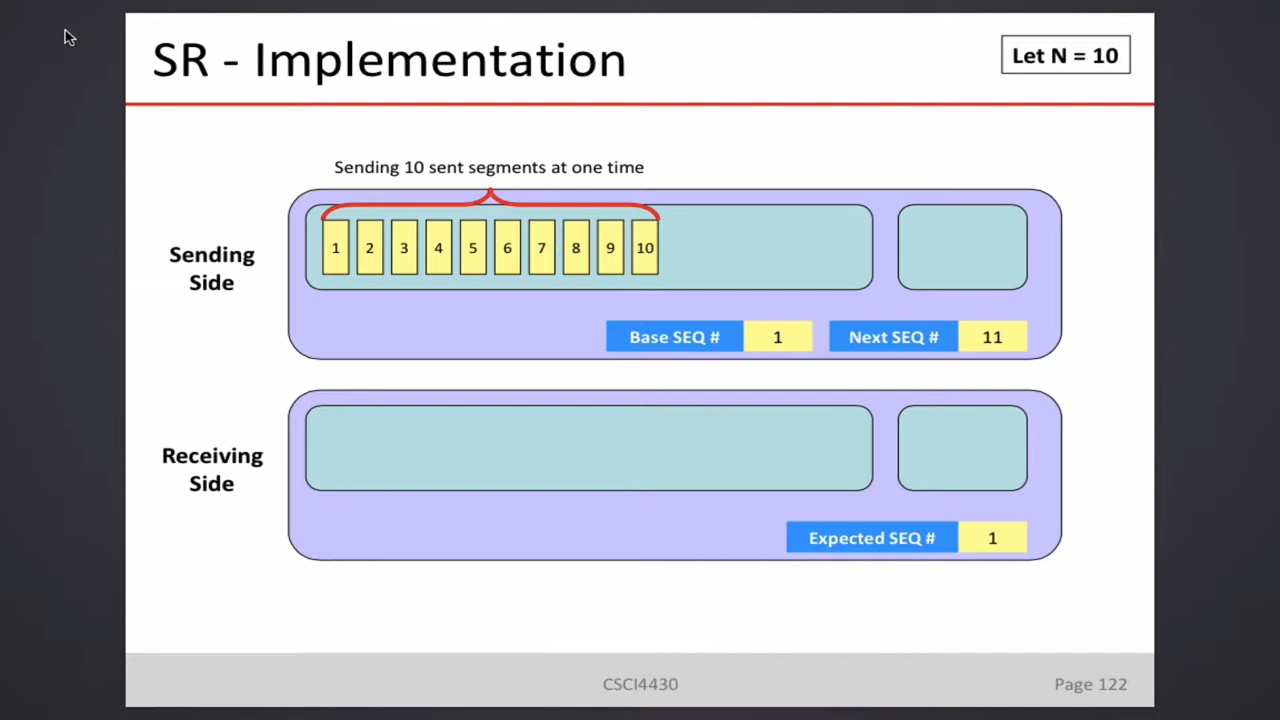 SR - Implementation
Let N = 10
Sending 10 sent segments at one time
Sending
Side
1 2 3 4 5 6 7 8 9 10
Base SEQ # 1 Next SEQ # 11
Receiving
Side
Expected SEQ # 1
CSCI4430
Page 122